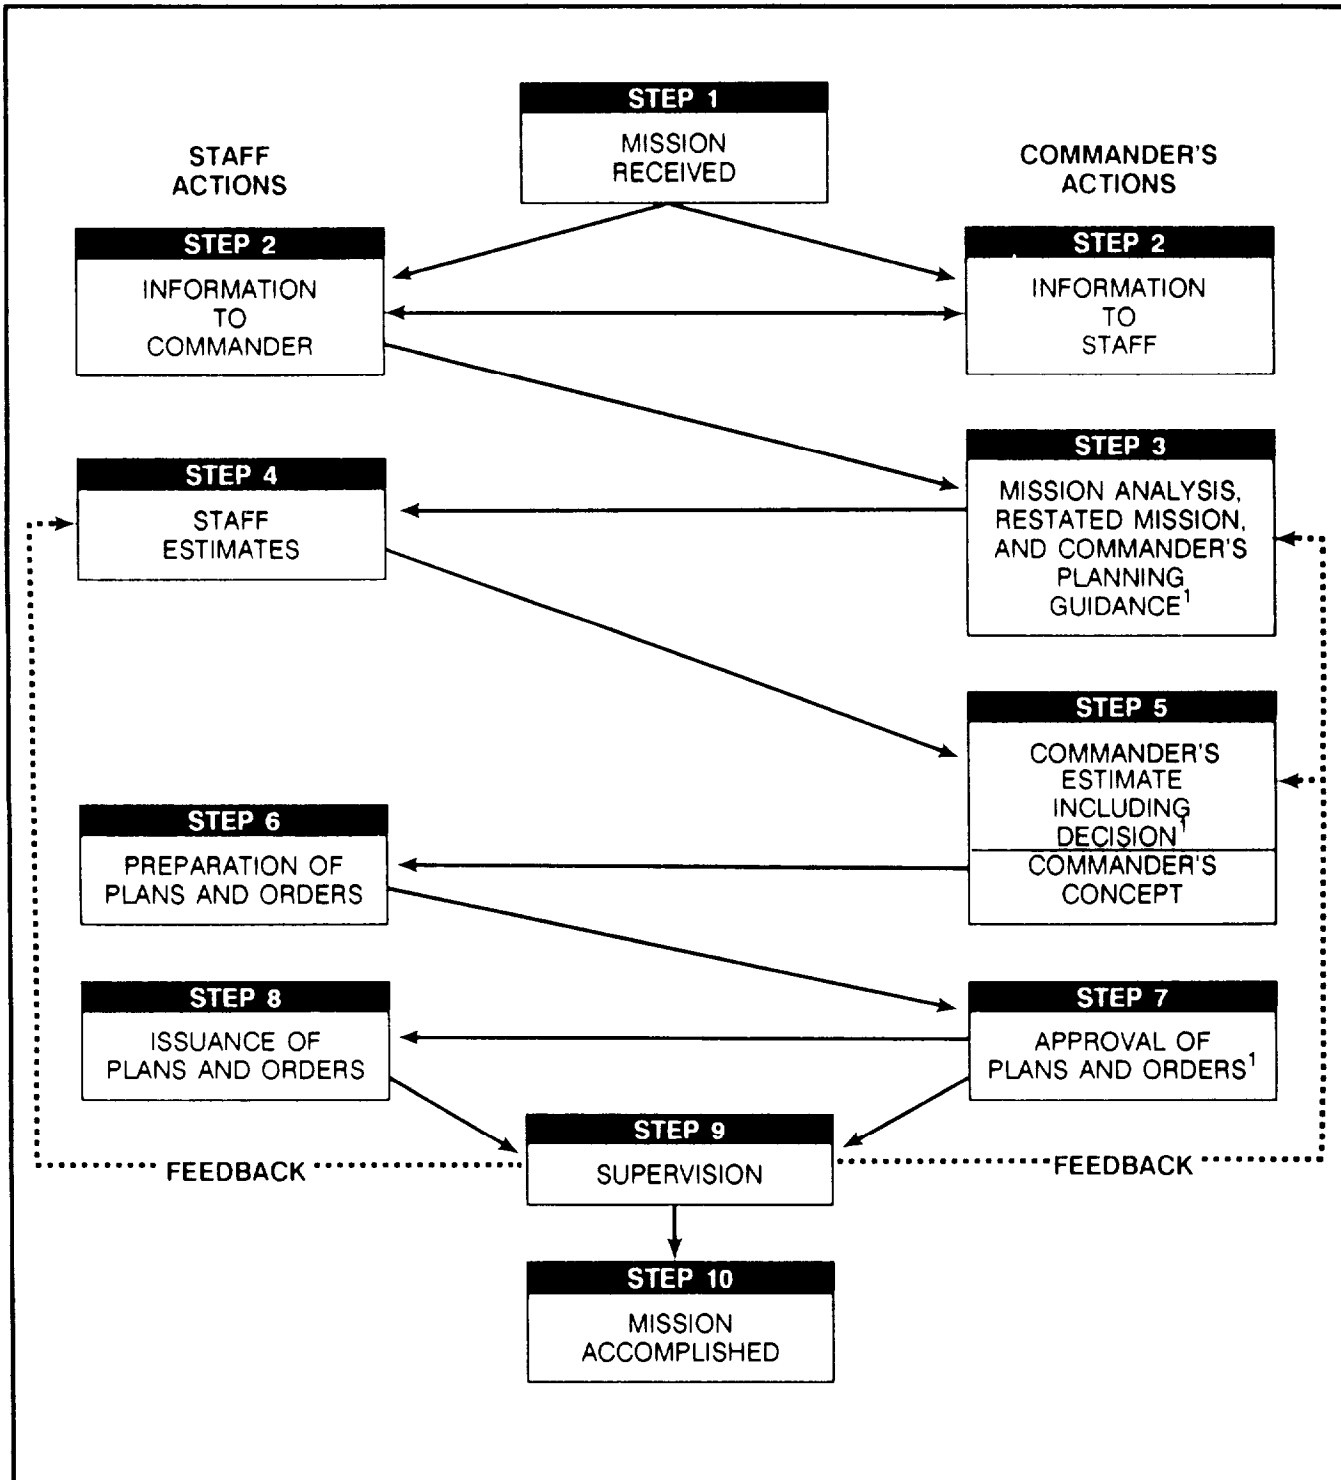 STEP 1
MISSION
RECEIVED
STAFF
ACTIONS
COMMANDER'S
ACTIONS
STEP 2
INFORMATION
TO
COMMANDER
STEP 2
INFORMATION
TO
STAFF
STEP 3
MISSION ANALYSIS,
RESTATED MISSION,
AND COMMANDER'S
PLANNING
GUIDANCE¹
STEP 4
STAFF
ESTIMATES
STEP 5
COMMANDER'S
ESTIMATE
INCLUDING
DECISION¹
COMMANDER'S
CONCEPT
STEP 6
PREPARATION OF
PLANS AND ORDERS
STEP 7
APPROVAL OF
PLANS AND ORDERS¹
STEP 8
ISSUANCE OF
PLANS AND ORDERS
STEP 9
SUPERVISION
FEEDBACK
FEEDBACK
STEP 10
MISSION
ACCOMPLISHED